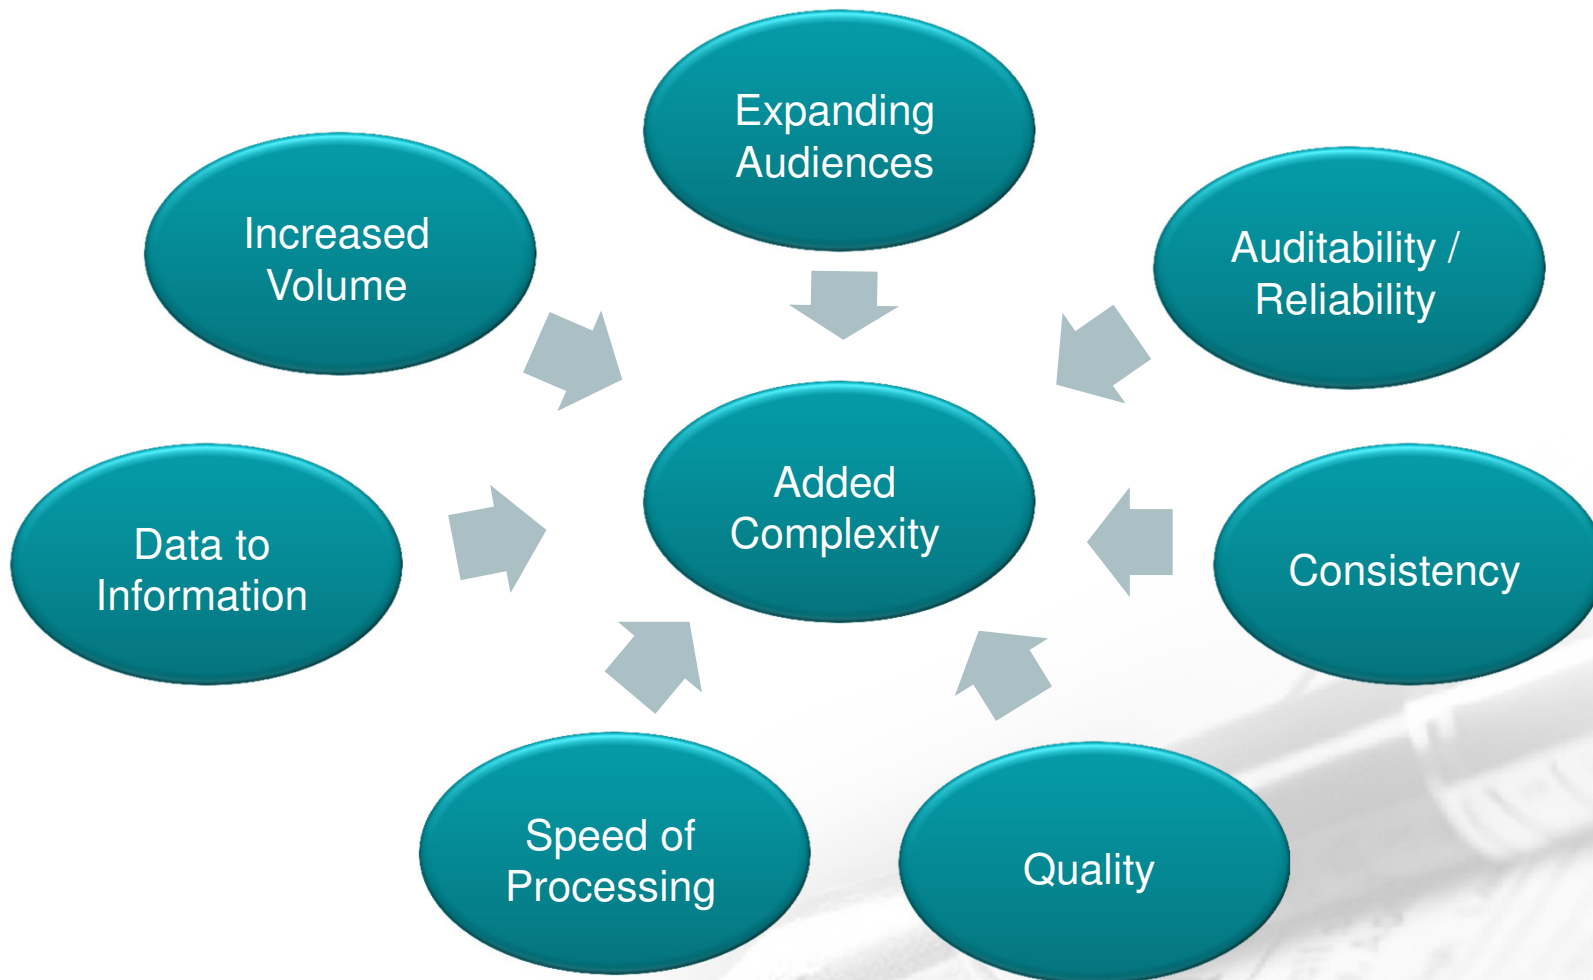 Expanding
Audiences
Increased
Volume
Auditability /
Reliability
Added
Complexity
Data to
Information
Consistency
Speed of
Processing
Quality